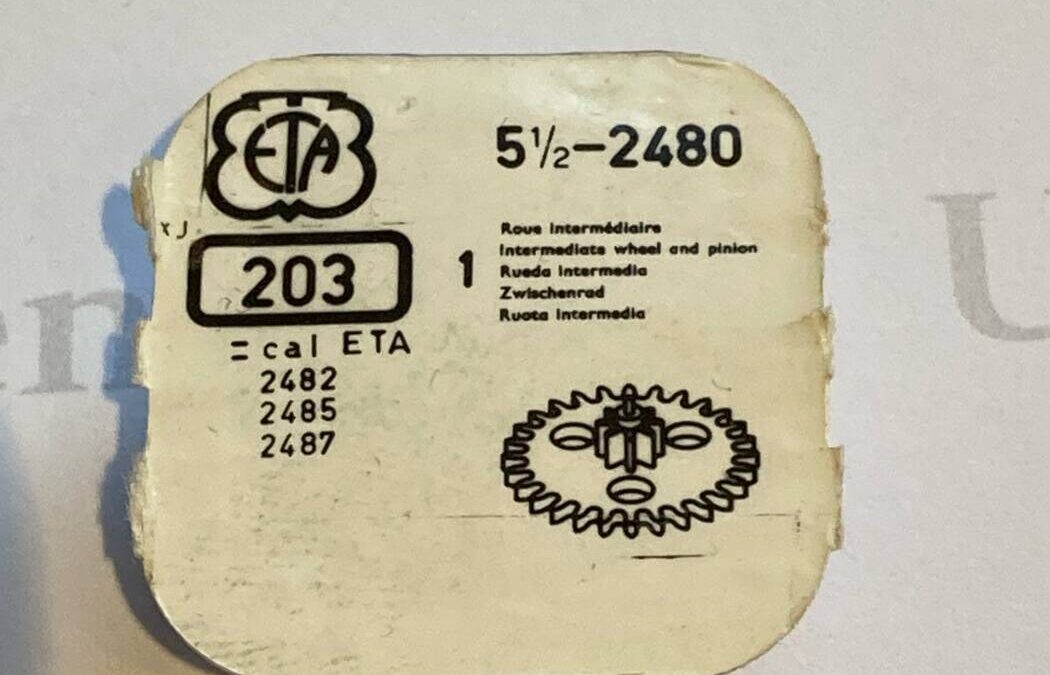 ETA
5½–2480
x J.
203
1
Roue Intermédiaire
Intermediate wheel and pinion
Rueda Intermedia
Zwischenrad
Ruota Intermedia
= cal ETA
2482
2485
2487
en
U